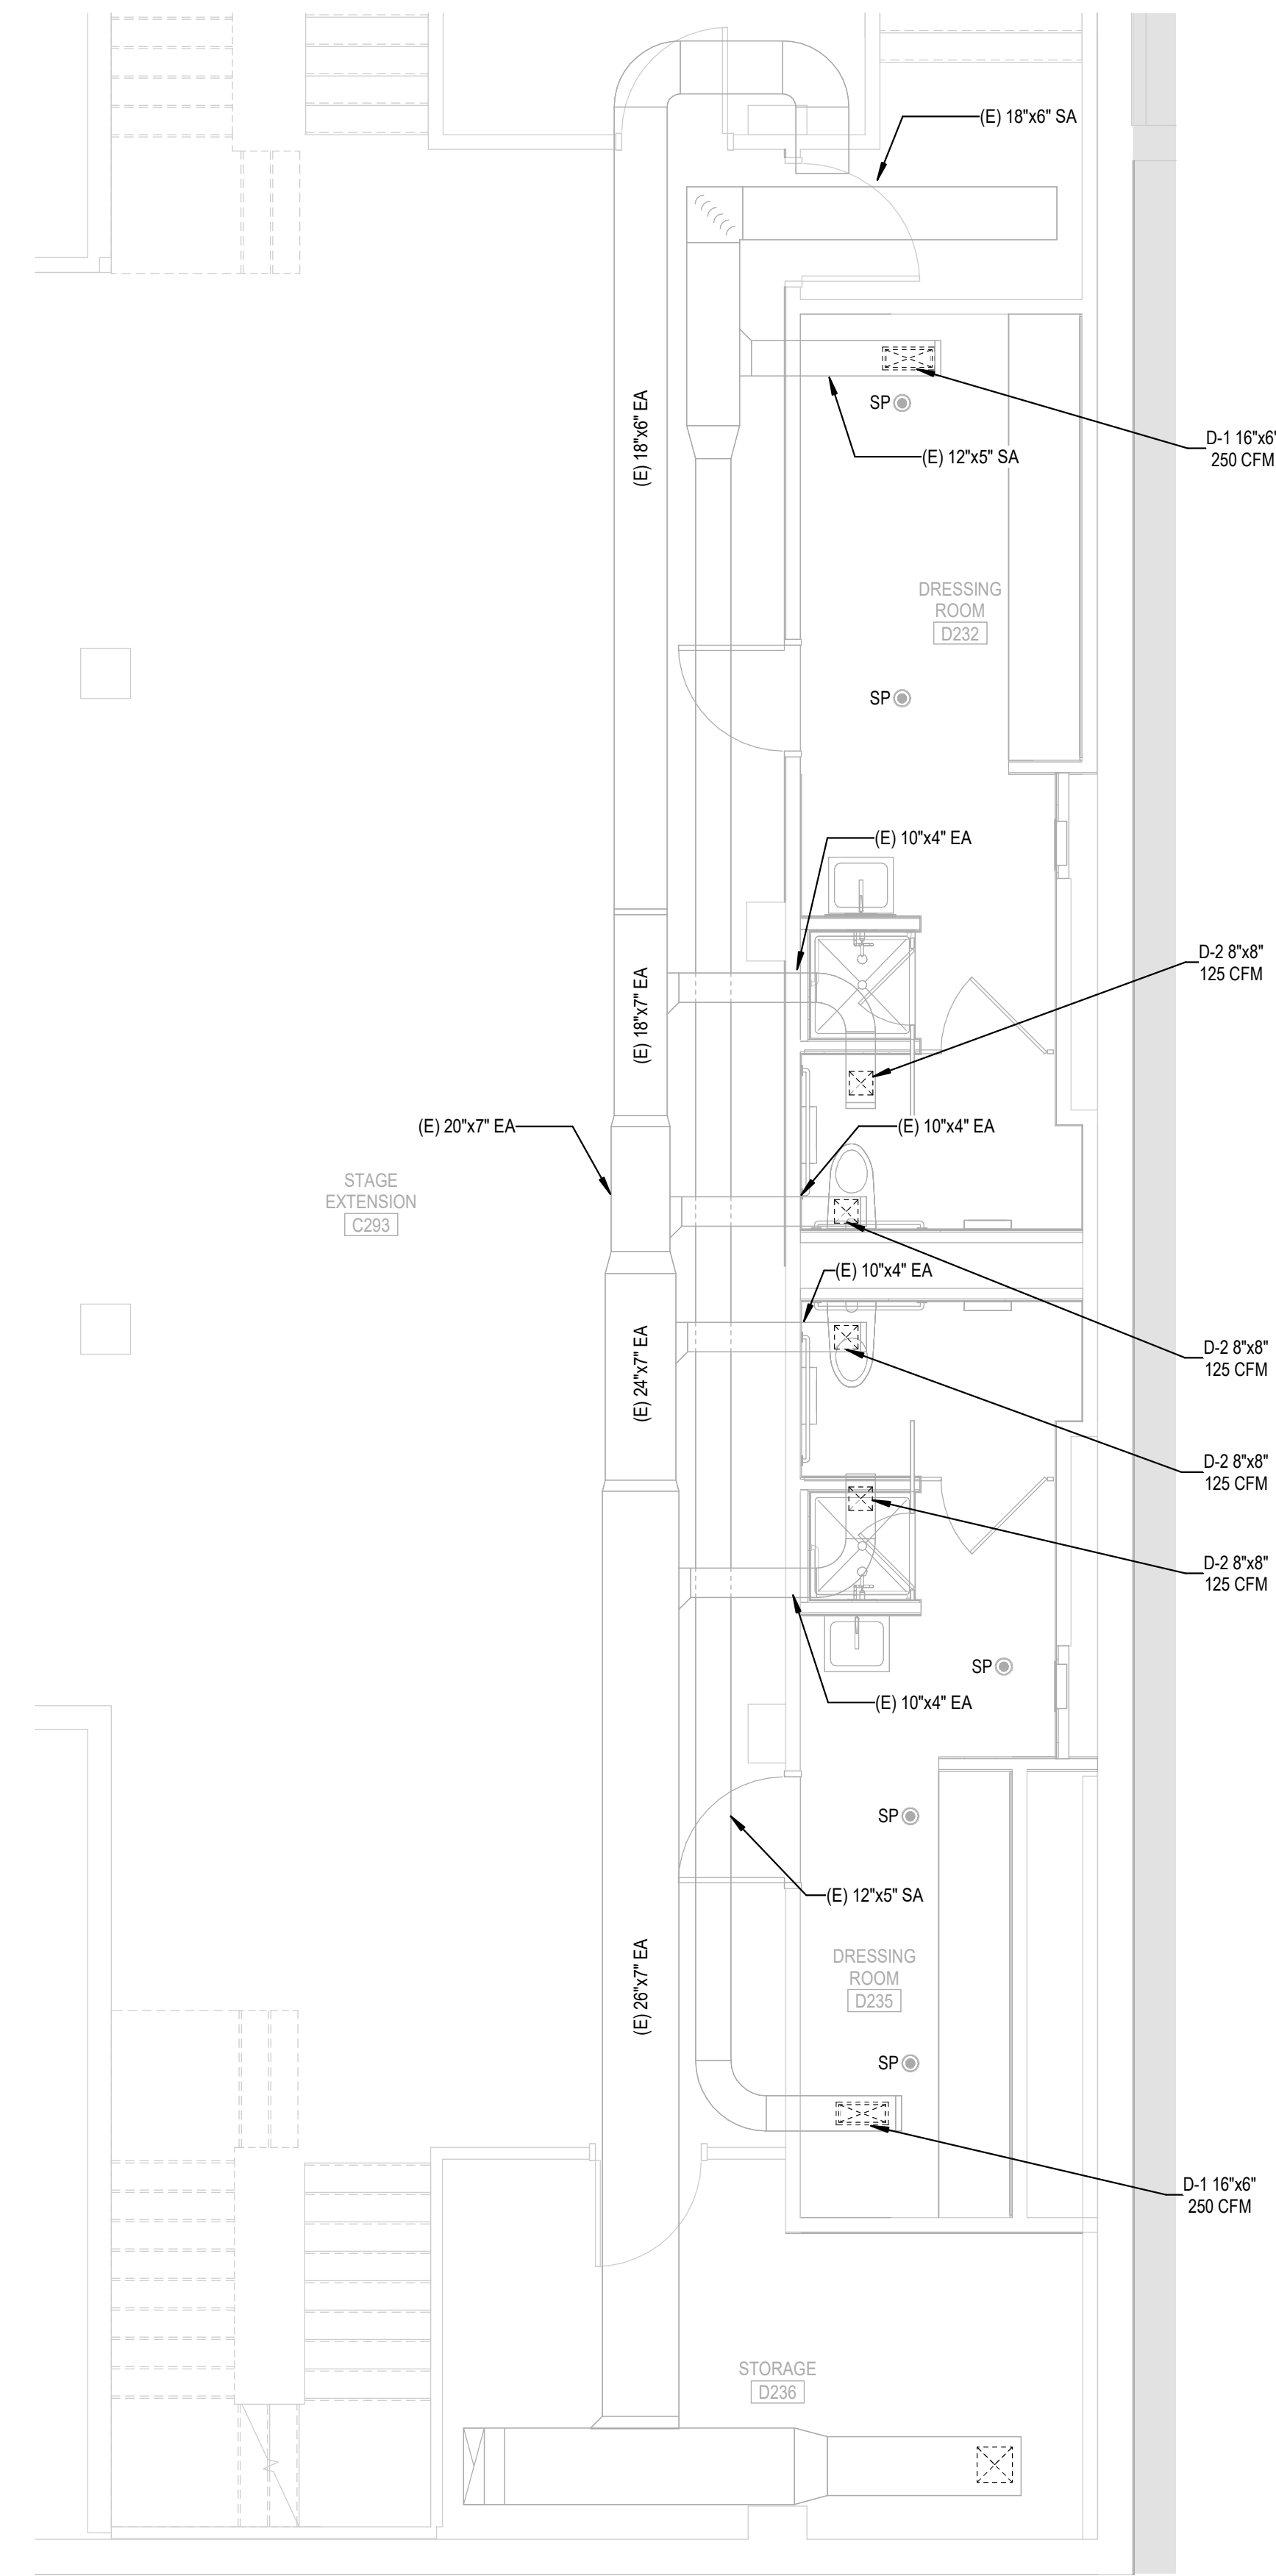 (E) 18"x6" SA
(E) 18"x6" EA
SP
D-1 16"x6"
250 CFM
(E) 12"x5" SA
DRESSING
ROOM
D232
SP
(E) 10"x4" EA
D-2 8"x8"
125 CFM
(E) 18"x7" EA
(E) 20"x7" EA
(E) 10"x4" EA
STAGE
EXTENSION
C293
(E) 10"x4" EA
D-2 8"x8"
125 CFM
(E) 24"x7" EA
D-2 8"x8"
125 CFM
D-2 8"x8"
125 CFM
SP
(E) 10"x4" EA
SP
(E) 12"x5" SA
DRESSING
ROOM
D235
(E) 26"x7" EA
SP
D-1 16"x6"
250 CFM
STORAGE
D236